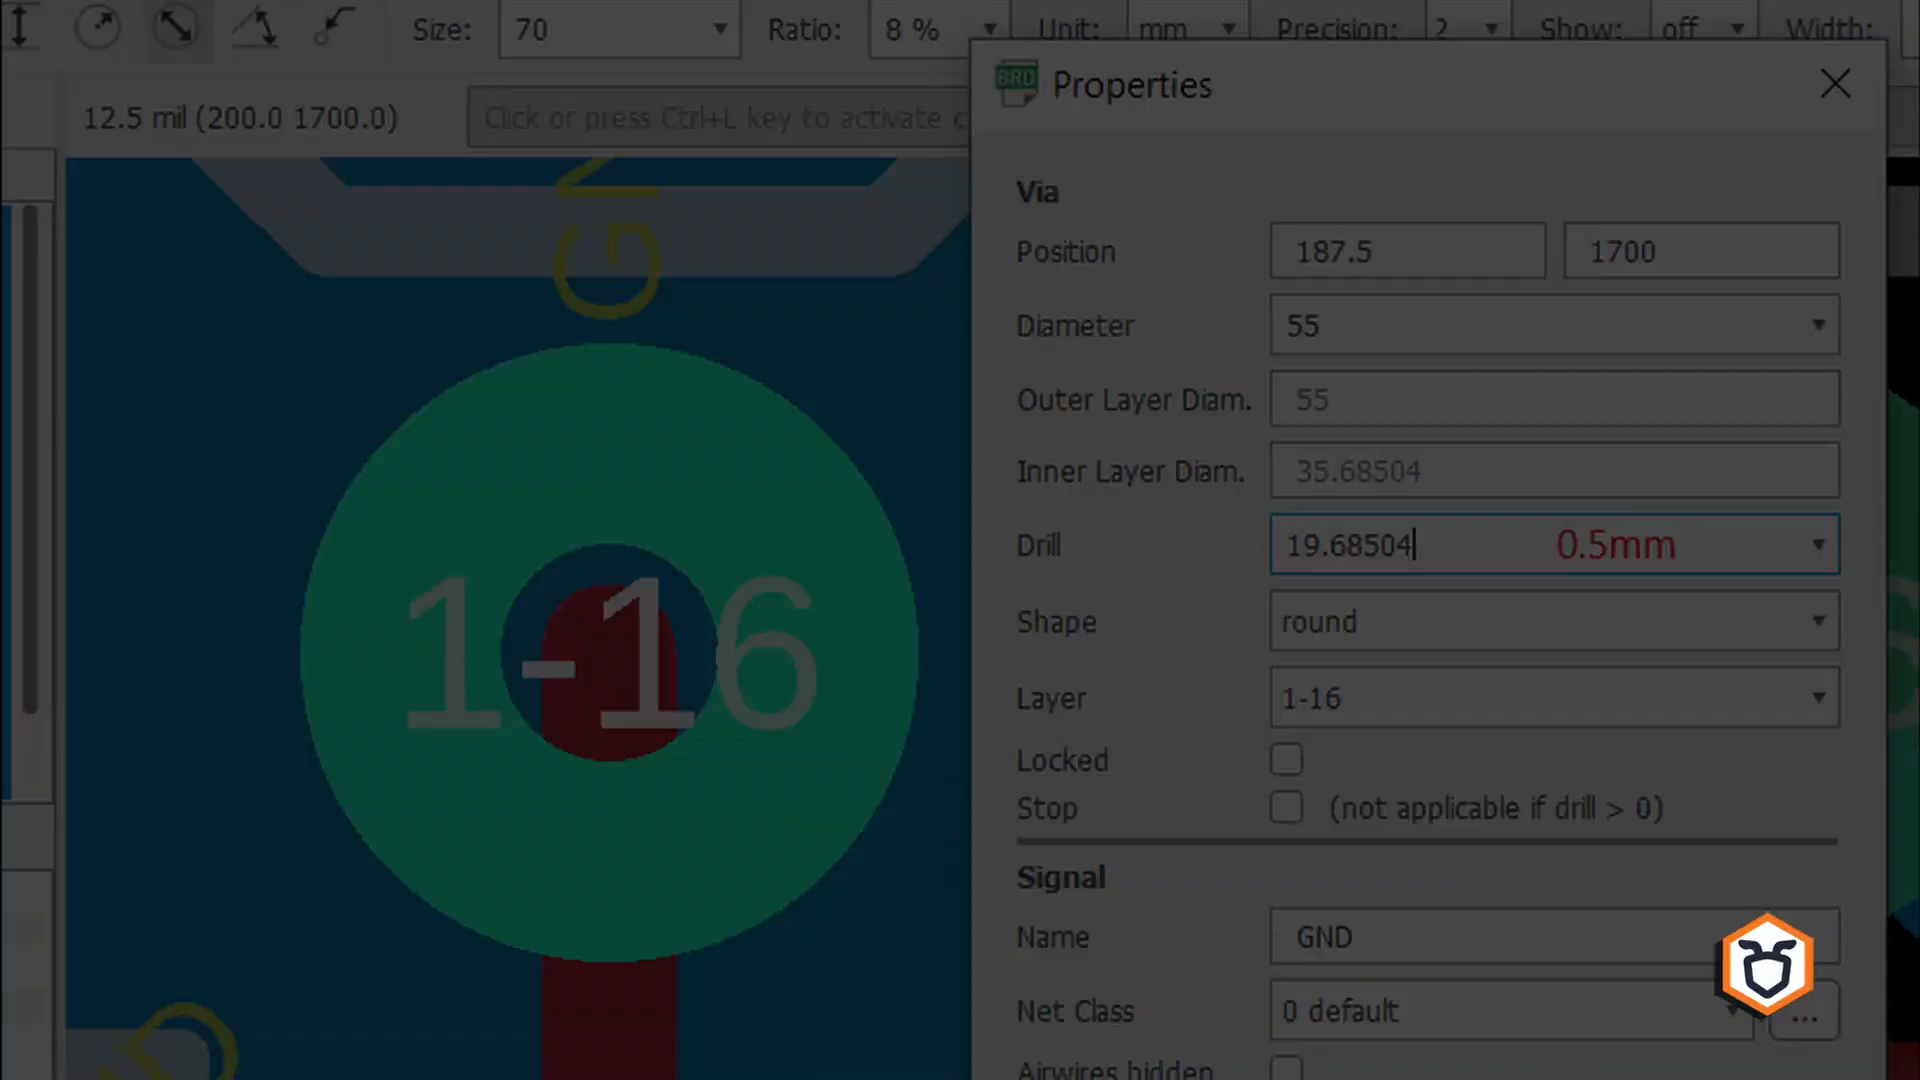 Size: 70 Ratio: 8 % Unit: mm Precision: 2 Show: off Width:
12.5 mil (200.0 1700.0) Click or press Ctrl+L key to activate c
BRD Properties
Via
Position 187.5 1700
Diameter 55
Outer Layer Diam. 55
Inner Layer Diam. 35.68504
Drill 19.68504 0.5mm
Shape round
Layer 1-16
Locked
Stop (not applicable if drill > 0)
Signal
Name GND
Net Class 0 default ...
Airwires hidden
GN
1-16
D